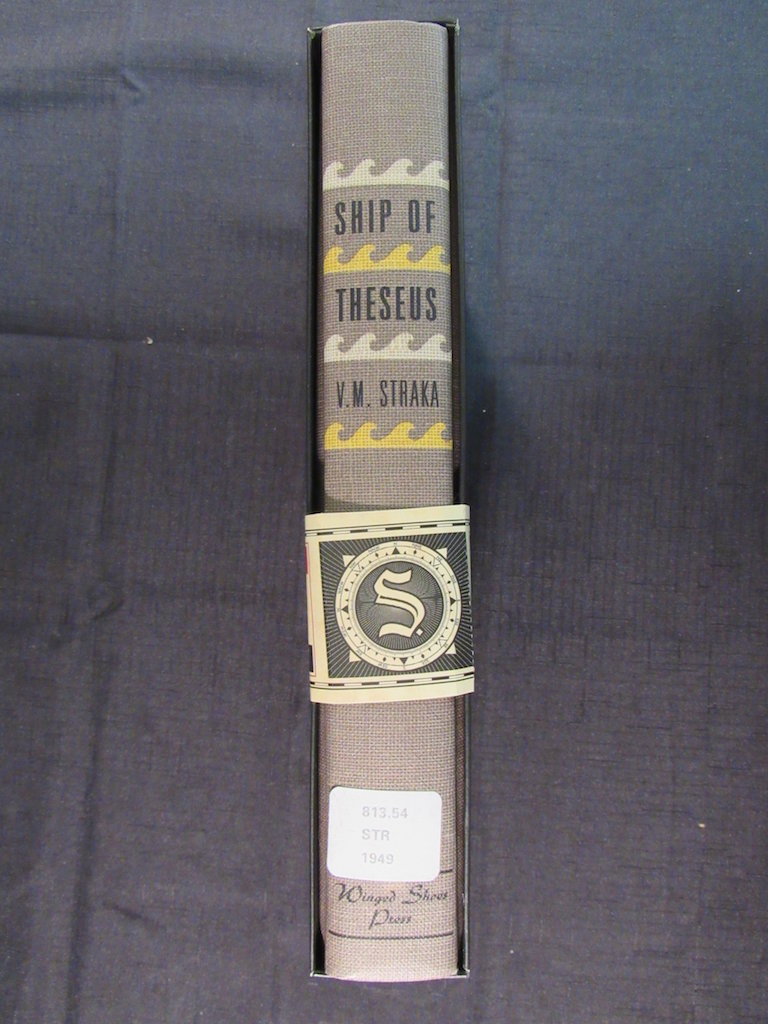 SHIP OF
THESEUS
V.M. STRAKA
S.
813.54
STR
1949
Winged Shoes
Press